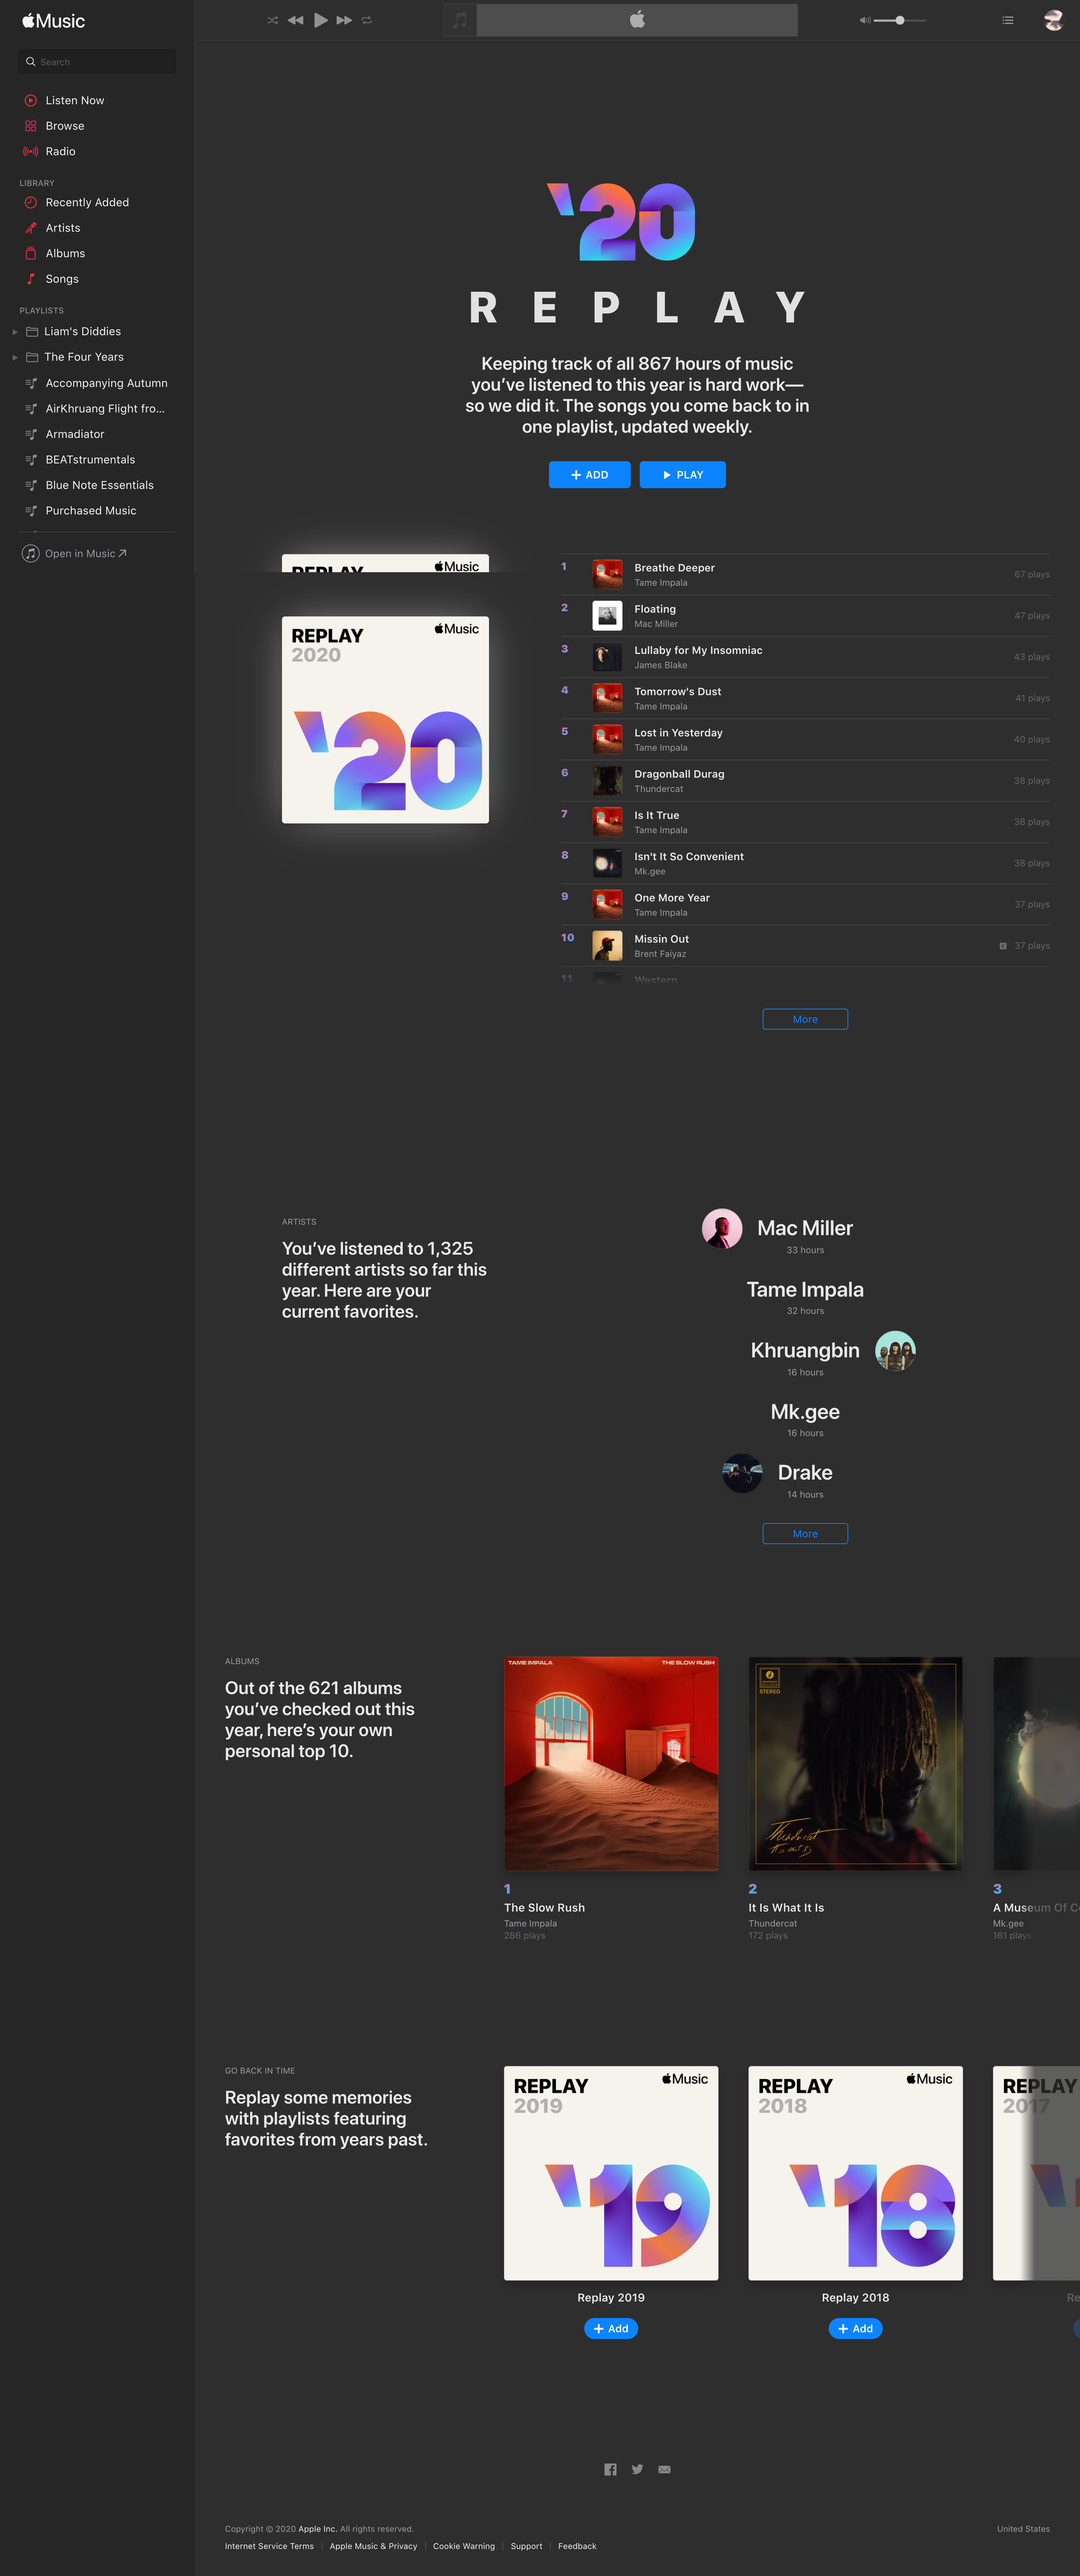 Music
Search
Listen Now
Browse
Radio
LIBRARY
Recently Added
Artists
Albums
Songs
PLAYLISTS
Liam's Diddies
The Four Years
Accompanying Autumn
AirKhruang Flight fro...
Armadiator
BEATstrumentals
Blue Note Essentials
Purchased Music
Open in Music
'20
REPLAY
Keeping track of all 867 hours of music
you've listened to this year is hard work—
so we did it. The songs you come back to in
one playlist, updated weekly.
ADD
PLAY
REPLAY
Music
REPLAY
Music
2020
'20
1
Breathe Deeper
Tame Impala
67 plays
2
Floating
Mac Miller
47 plays
3
Lullaby for My Insomniac
James Blake
43 plays
4
Tomorrow's Dust
Tame Impala
41 plays
5
Lost in Yesterday
Tame Impala
40 plays
6
Dragonball Durag
Thundercat
38 plays
7
Is It True
Tame Impala
38 plays
8
Isn't It So Convenient
Mk.gee
38 plays
9
One More Year
Tame Impala
37 plays
10
Missin Out
Brent Faiyaz
E
37 plays
11
Western
More
ARTISTS
You've listened to 1,325
different artists so far this
year. Here are your
current favorites.
Mac Miller
33 hours
Tame Impala
32 hours
Khruangbin
16 hours
Mk.gee
16 hours
Drake
14 hours
More
ALBUMS
Out of the 621 albums
you've checked out this
year, here's your own
personal top 10.
TAME IMPALA
THE SLOW RUSH
1
The Slow Rush
Tame Impala
286 plays
STEREO
Thundercat
2
It Is What It Is
Thundercat
172 plays
3
A Museum Of C
Mk.gee
161 plays
GO BACK IN TIME
Replay some memories
with playlists featuring
favorites from years past.
REPLAY
Music
2019
'19
Replay 2019
Add
REPLAY
Music
2018
'18
Replay 2018
Add
REPLAY
2017
Re
Copyright © 2020 Apple Inc. All rights reserved.
United States
Internet Service Terms
Apple Music & Privacy
Cookie Warning
Support
Feedback